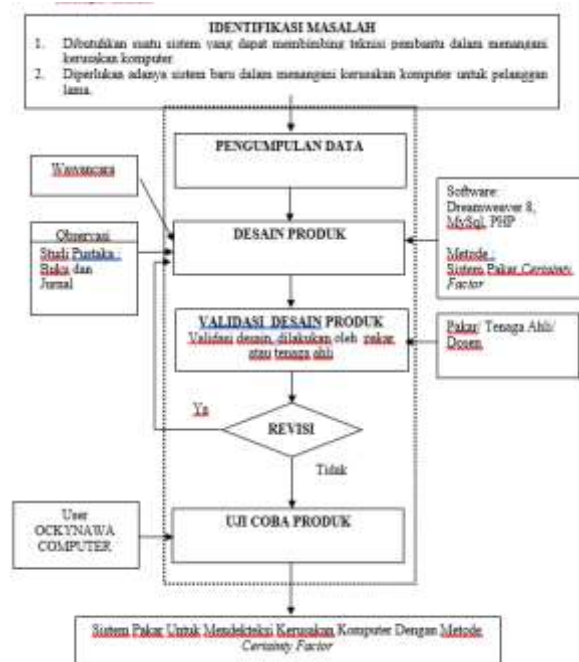 IDENTIFIKASI MASALAH
1. Dibutuhkan suatu sistem yang dapat membimbing teknisi pembantu dalam menangani
kerusakan komputer
2. Diperlukan adanya sistem baru dalam menangani kerusakan komputer untuk pelanggan
lama.
PENGUMPULAN DATA
Wawancara
Observasi
Studi Pustaka :
Buku dan
Jurnal
DESAIN PRODUK
Software:
Dreamweaver 8,
MySql, PHP
Metode :
Sistem Pakar Certainty
Factor
VALIDASI DESAIN PRODUK
Validasi desain, dilakukan oleh pakar
atau tenaga ahli
Pakar/ Tenaga Ahli/
Dosen
Ya
REVISI
Tidak
User
OCKYNAWA
COMPUTER
UJI COBA PRODUK
Sistem Pakar Untuk Mendekteksi Kerusakan Komputer Dengan Metode
Certainty Factor